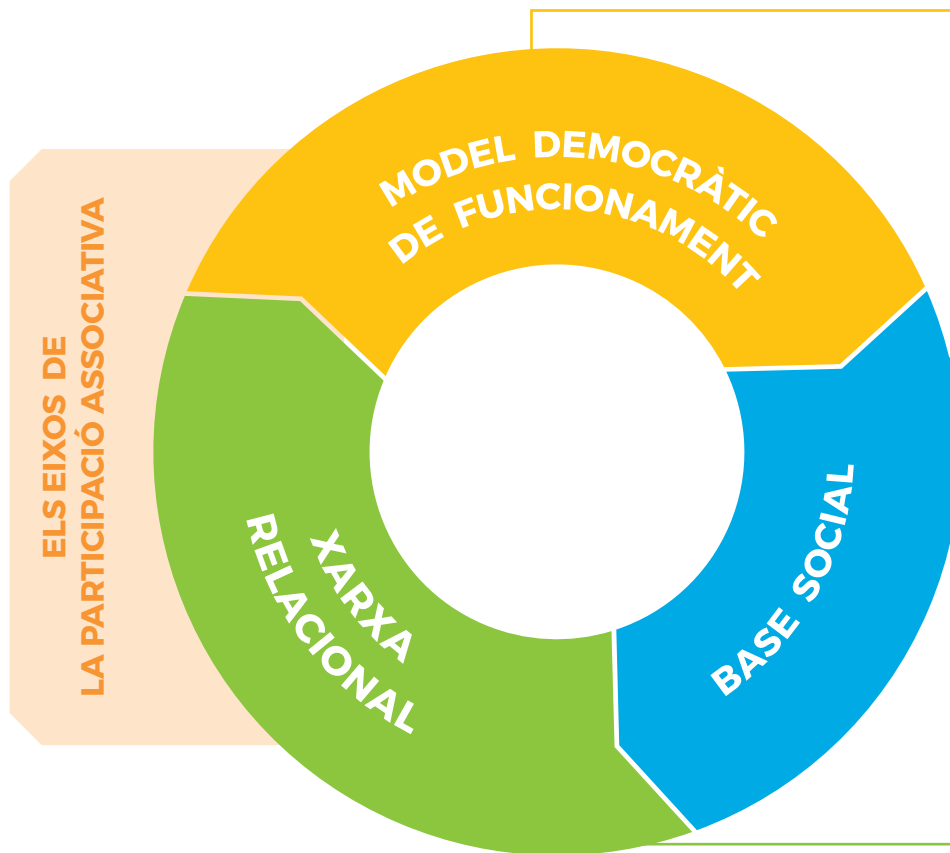 ELS EIXOS DE
LA PARTICIPACIÓ ASSOCIATIVA
MODEL DEMOCRÀTIC
DE FUNCIONAMENT
BASE SOCIAL
XARXA
RELACIONAL